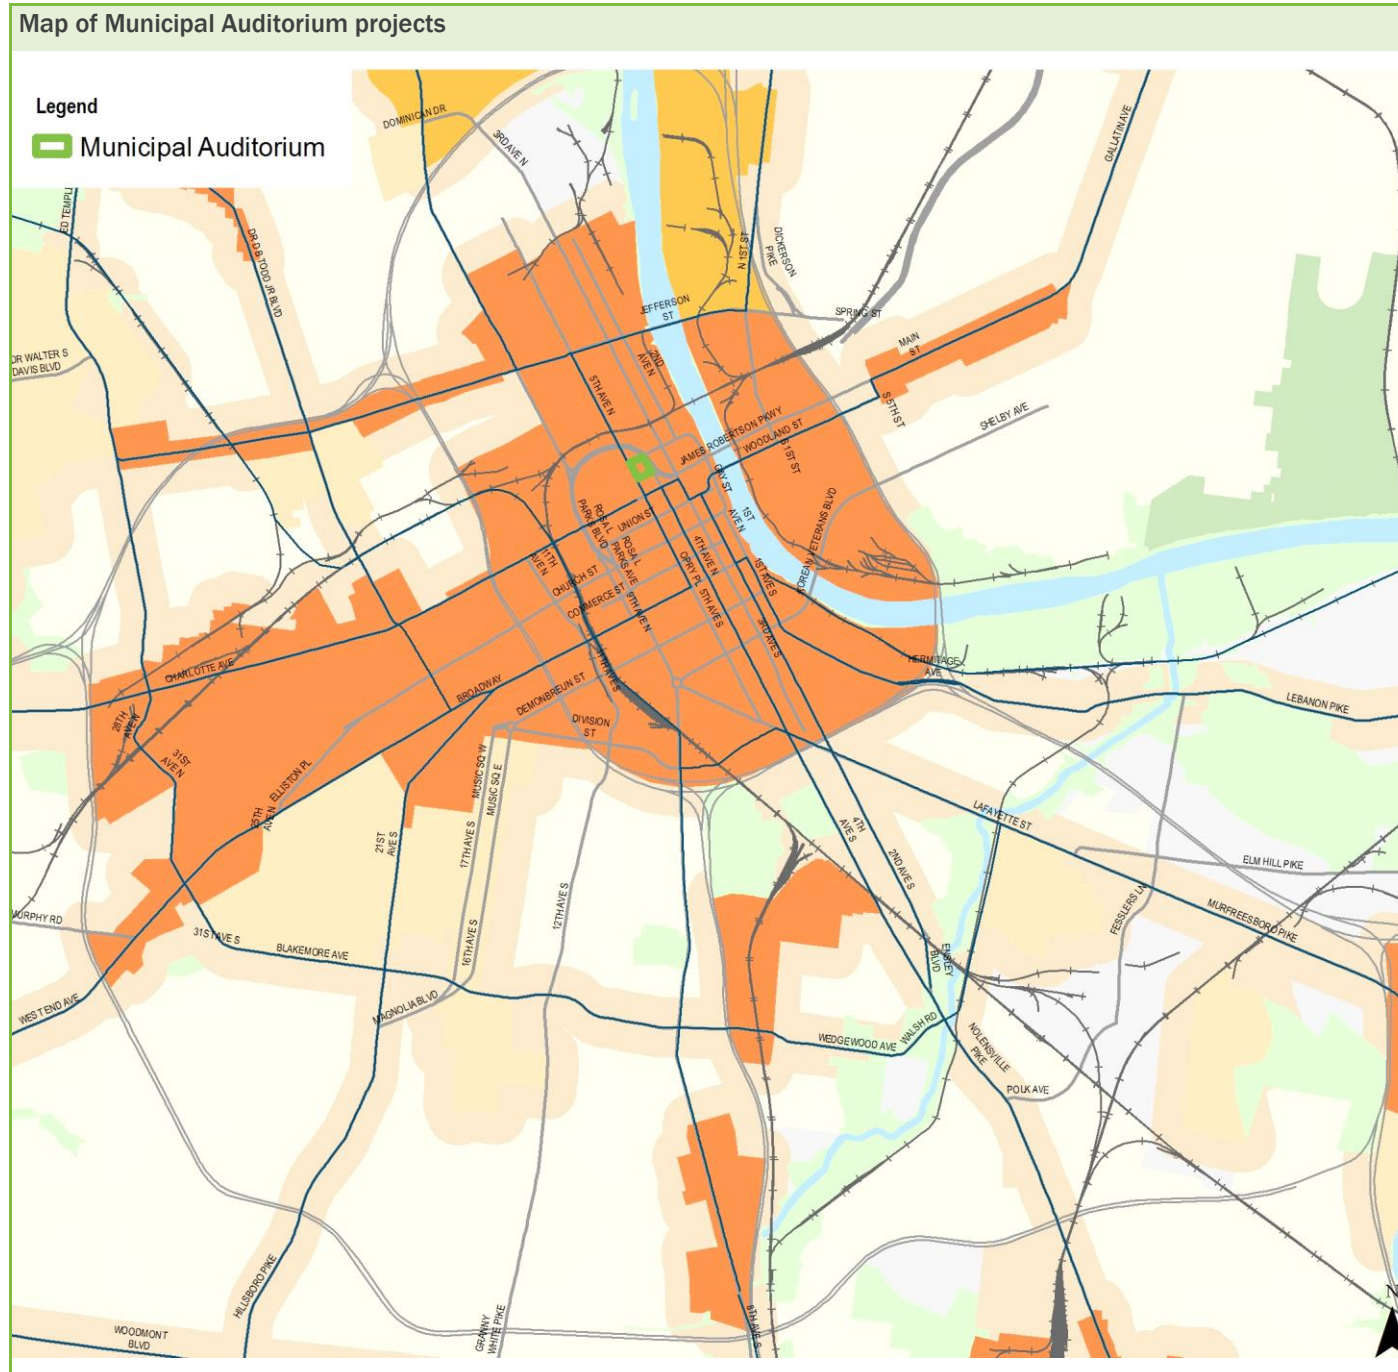 Map of Municipal Auditorium projects
Legend
Municipal Auditorium
DOMINICAN DR
3RD AVE N
GALLATIN AVE
ED TEMPL
DR D B TODD JR BLVD
N 1ST ST
DICKERSON
PIKE
JEFFERSON
ST
SPRING ST
MAIN
ST
DR WALTER S
DAVIS BLVD
2ND
AVE N
5TH AVE N
S 5TH ST
SHELBY AVE
JAMES ROBERTSON PKWY
WOODLAND ST
S 1ST ST
GAY ST
1ST
AVE N
KOREAN VETERANS BLVD
ROSA L
PARKS BLVD
UNION ST
ROSA L
PARKS AVE
4TH AVE N
OPRY PL
5TH AVE S
1ST AVE S
11TH
AVE N
CHURCH ST
COMMERCE ST
9TH AVE N
3RD AVE S
HERMITAGE
AVE
LEBANON PIKE
CHARLOTTE AVE
BROADWAY
DEMONBREUN ST
11TH AVE S
DIVISION
ST
28TH
AVE N
31ST
AVE N
ELLISTON PL
25TH
AVE N
MUSIC SQ W
MUSIC SQ E
21ST
AVE S
17TH AVE S
16TH AVE S
12TH AVE S
4TH
AVE S
2ND AVE S
LAFAYETTE ST
ELM HILL PIKE
FESSLERS LN
MURFREESBORO PIKE
MURPHY RD
31ST AVE S
BLAKEMORE AVE
WEST END AVE
MAGNOLIA BLVD
ENSLEY
BLVD
WALSH RD
WEDGEWOOD AVE
NOLENSVILLE
PIKE
POLK AVE
HILLSBORO PIKE
WOODMONT
BLVD
GRANNY
WHITE PIKE
8TH AVE S
N